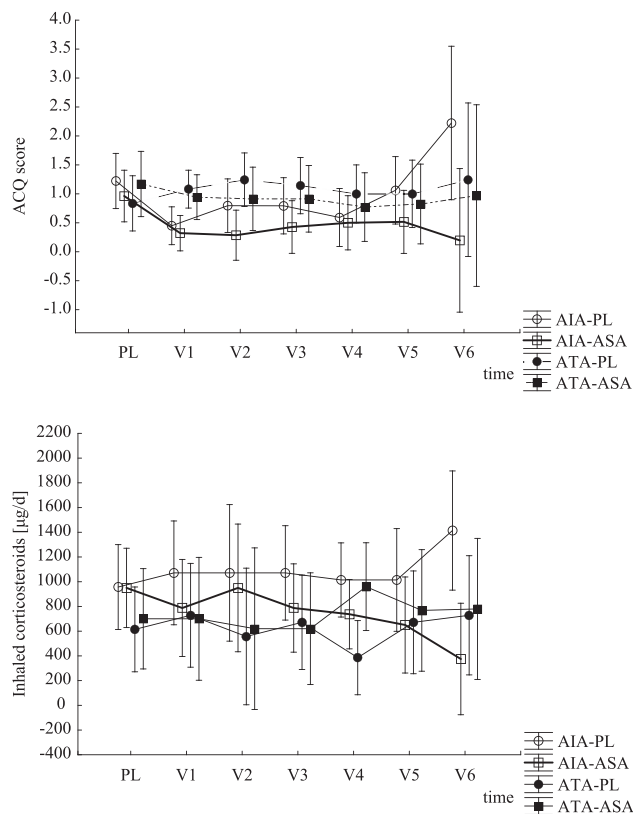 4.0
3.5
3.0
2.5
2.0
1.5
1.0
0.5
0.0
-0.5
-1.0
ACQ score
PL V1 V2 V3 V4 V5 V6
time
AIA-PL
AIA-ASA
ATA-PL
ATA-ASA
2200
2000
1800
1600
1400
1200
1000
800
600
400
200
0
-200
-400
Inhaled corticosteroids [µg/d]
PL V1 V2 V3 V4 V5 V6
time
AIA-PL
AIA-ASA
ATA-PL
ATA-ASA